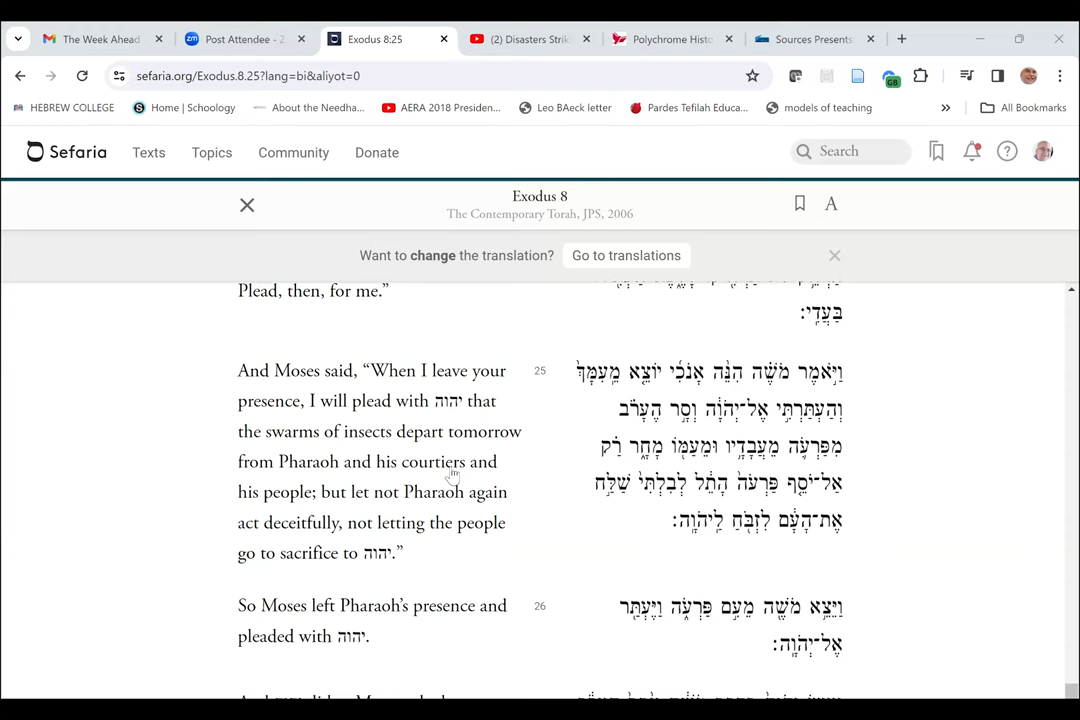 The Week Ahead
Post Attendee - Z
Exodus 8:25
(2) Disasters Strik
Polychrome Histo
Sources Presents:
sefaria.org/Exodus.8.25?lang=bi&aliyot=0
GB
HEBREW COLLEGE
Home | Schoology
About the Needha...
AERA 2018 Presiden...
Leo BAeck letter
Pardes Tefilah Educa...
models of teaching
»
All Bookmarks
Sefaria
Texts
Topics
Community
Donate
Search
Exodus 8
The Contemporary Torah, JPS, 2006
A
Want to change the translation?
Go to translations
Plead, then, for me.”
בַּעֲדִֽי׃
And Moses said, “When I leave your
presence, I will plead with יהוה that
the swarms of insects depart tomorrow
from Pharaoh and his courtiers and
his people; but let not Pharaoh again
act deceitfully, not letting the people
go to sacrifice to יהוה.”
25
וַיֹּ֣אמֶר מֹשֶׁ֗ה הִנֵּ֨ה אָנֹכִ֜י יוֹצֵ֤א מֵֽעִמָּךְ֙
וְהַעְתַּרְתִּ֣י אֶל־יְהֹוָ֔ה וְסָ֣ר הֶעָרֹ֗ב
מִפַּרְעֹ֛ה מֵעֲבָדָ֥יו וּמֵעַמּ֖וֹ מָחָ֑ר רַ֗ק
אַל־יֹסֵ֤ף פַּרְעֹה֙ הָתֵ֔ל לְבִלְתִּי֙ שַׁלַּ֣ח
אֶת־הָעָ֔ם לִזְבֹּ֖חַ לַֽיהֹוָֽה׃
So Moses left Pharaoh’s presence and
pleaded with יהוה.
26
וַיֵּצֵ֥א מֹשֶׁ֖ה מֵעִ֣ם פַּרְעֹ֑ה וַיֶּעְתַּ֖ר
אֶל־יְהֹוָֽה׃